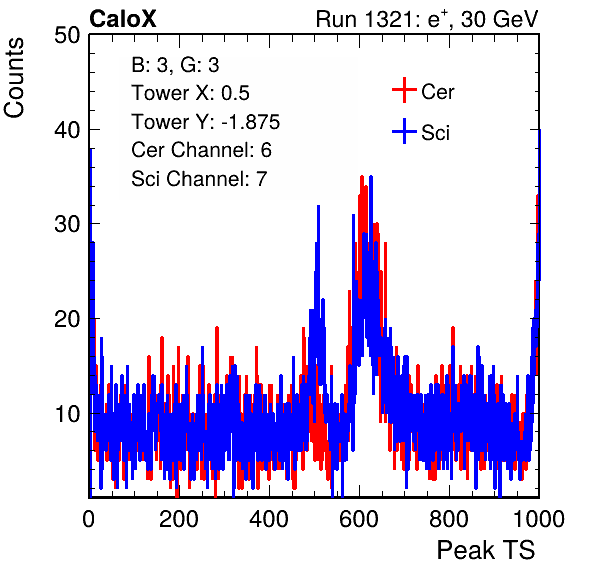 CaloX
Run 1321: e+, 30 GeV
Counts
50
40
30
20
10
B: 3, G: 3
Tower X: 0.5
Tower Y: -1.875
Cer Channel: 6
Sci Channel: 7
Cer
Sci
0 200 400 600 800 1000
Peak TS